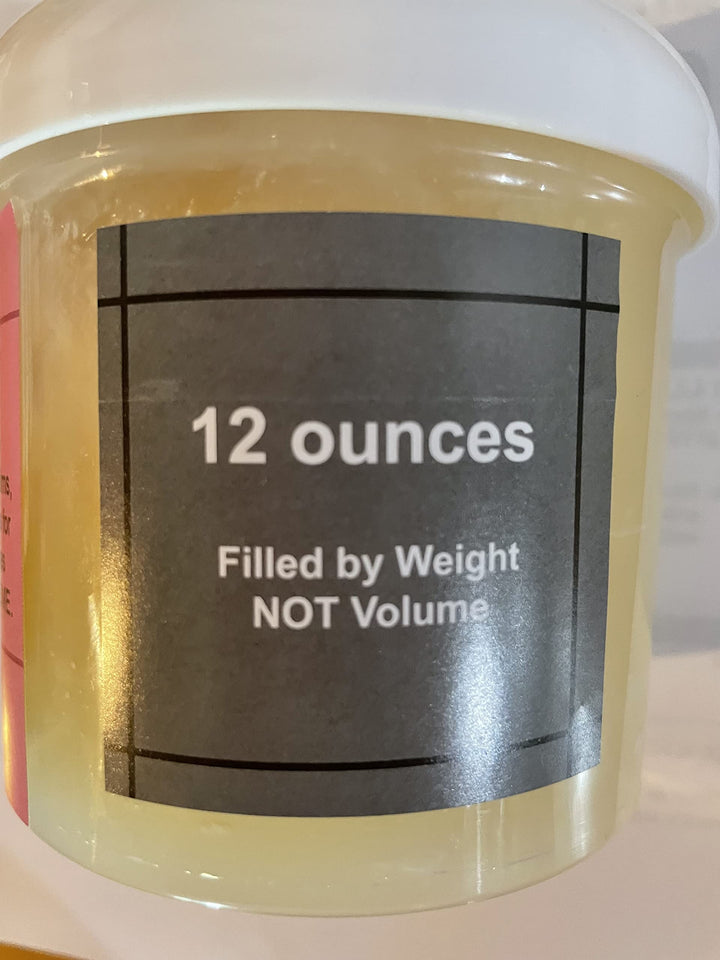 12 ounces
Filled by Weight
NOT Volume